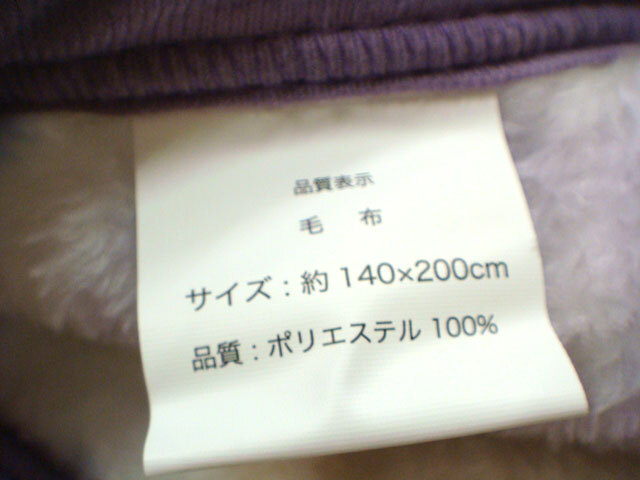 品質表示
毛 布
サイズ：約 140×200cm
品質：ポリエステル 100%